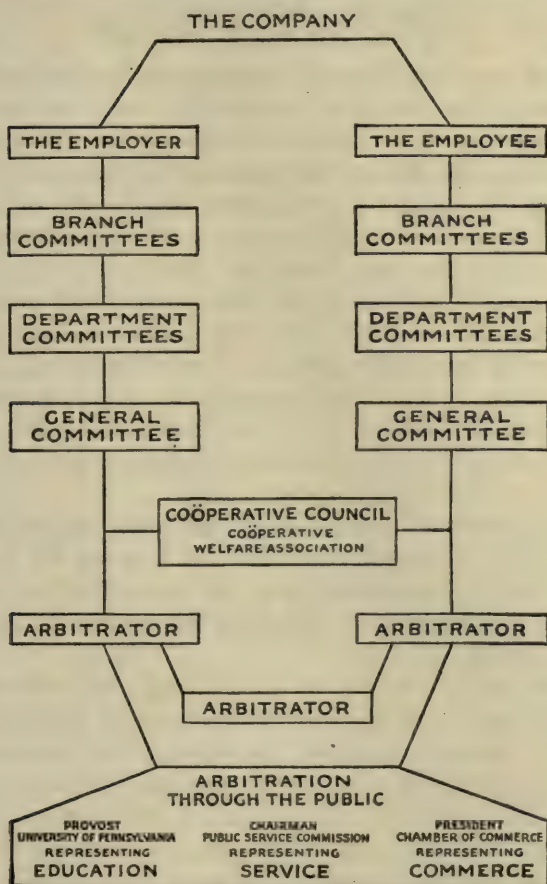 THE COMPANY
THE EMPLOYER
THE EMPLOYEE
BRANCH
COMMITTEES
BRANCH
COMMITTEES
DEPARTMENT
COMMITTEES
DEPARTMENT
COMMITTEES
GENERAL
COMMITTEE
GENERAL
COMMITTEE
COÖPERATIVE COUNCIL
COÖPERATIVE
WELFARE ASSOCIATION
ARBITRATOR
ARBITRATOR
ARBITRATOR
ARBITRATION
THROUGH THE PUBLIC
PROVOST
UNIVERSITY OF PENNSYLVANIA
REPRESENTING
EDUCATION
CHAIRMAN
PUBLIC SERVICE COMMISSION
REPRESENTING
SERVICE
PRESIDENT
CHAMBER OF COMMERCE
REPRESENTING
COMMERCE